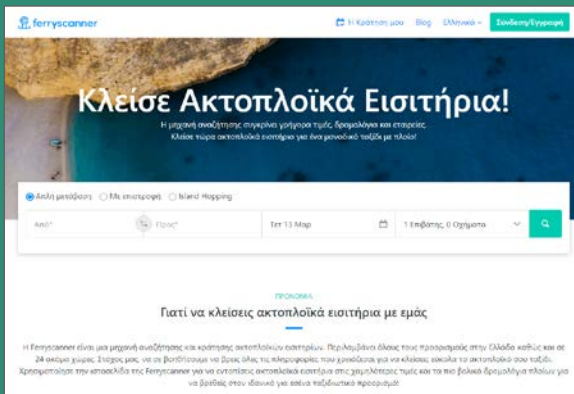 ferryscanner
Η Κράτηση μου
Blog
Ελληνικά
Σύνδεση/Εγγραφή
Κλείσε Ακτοπλοϊκά Εισιτήρια!
Η μηχανή αναζήτησης συγκρίνει γρήγορα τιμές, δρομολόγια και εταιρείες.
Κλείσε τώρα ακτοπλοϊκά εισιτήρια για ένα μοναδικό ταξίδι με πλοίο!
Απλή μετάβαση
Με επιστροφή
Island Hopping
Από*
Προς*
Τετ 13 Μαρ
1 Επιβάτης, 0 Οχήματα
ΠΡΟΝΟΜΙΑ
Γιατί να κλείσεις ακτοπλοϊκά εισιτήρια με εμάς
Η Ferryscanner είναι μια μηχανή αναζήτησης και κράτησης ακτοπλοϊκών εισιτηρίων. Περιλαμβάνει όλους τους προορισμούς στην Ελλάδα καθώς και σε
24 ακόμα χώρες. Στόχος μας, να σε βοηθήσουμε να βρεις όλες τις πληροφορίες που χρειάζεσαι για να κλείσεις εύκολα το ακτοπλοϊκό σου ταξίδι.
Χρησιμοποίησε την ιστοσελίδα της Ferryscanner για να εντοπίσεις ακτοπλοϊκά εισιτήρια στις χαμηλότερες τιμές και τα πιο βολικά δρομολόγια πλοίων για
να βρεθείς στον ιδανικό για εσένα ταξιδιωτικό προορισμό!